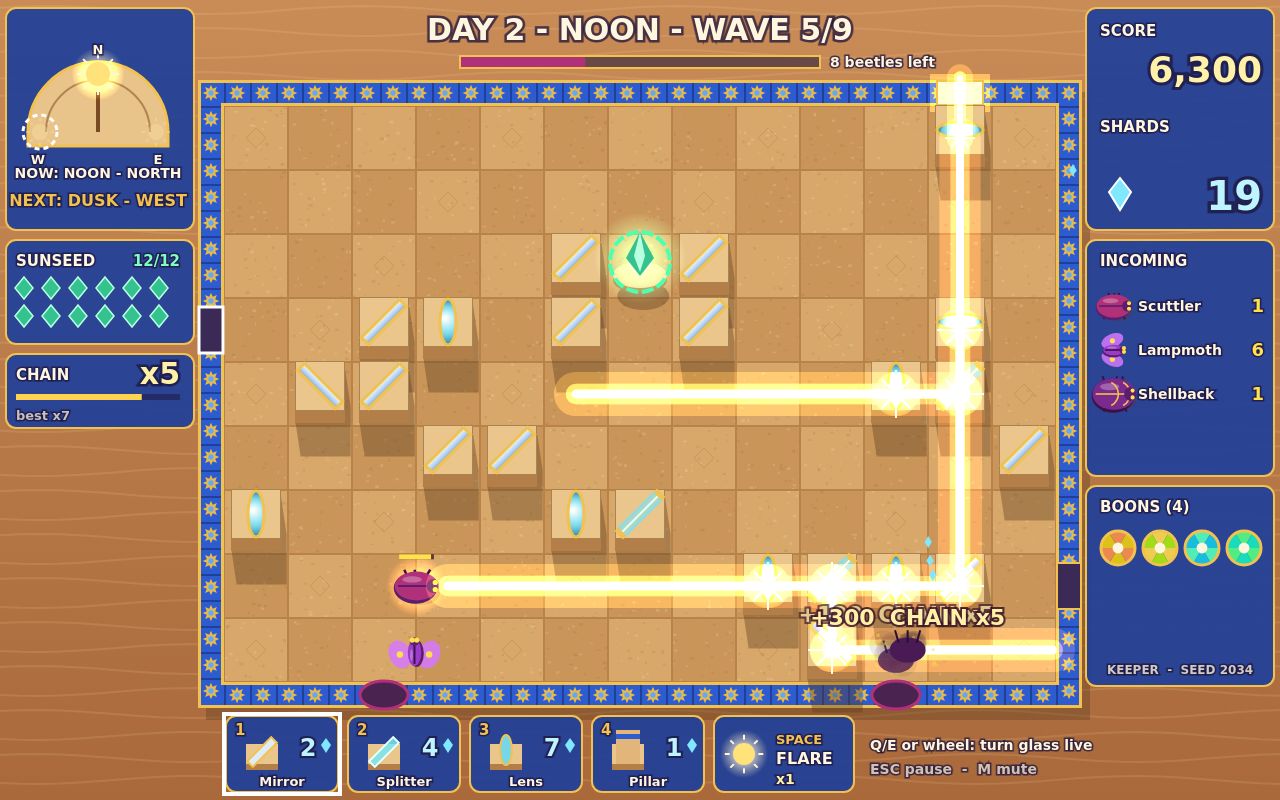 DAY 2 - NOON - WAVE 5/9
8 beetles left
N
W E
NOW: NOON - NORTH
NEXT: DUSK - WEST
SUNSEED 12/12
CHAIN x5
best x7
SCORE
6,300
SHARDS
19
INCOMING
Scuttler 1
Lampmoth 6
Shellback 1
BOONS (4)
KEEPER - SEED 2034
+300 CHAIN x5
1 2 Mirror
2 4 Splitter
3 7 Lens
4 1 Pillar
SPACE
FLARE
x1
Q/E or wheel: turn glass live
ESC pause - M mute